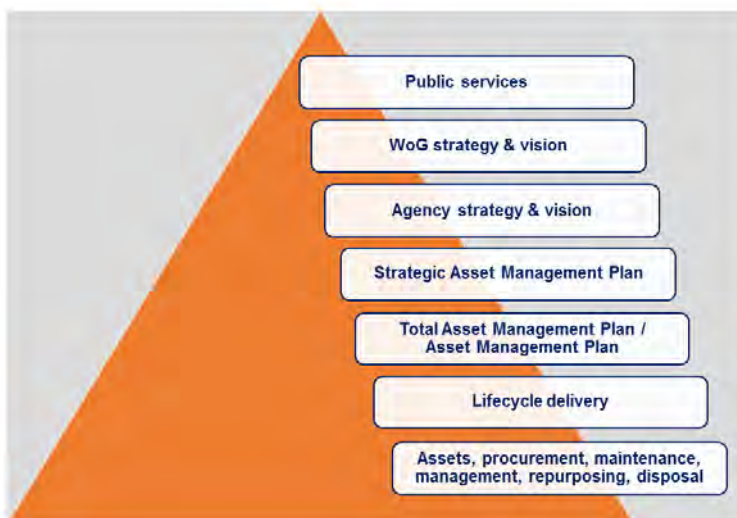 Public services
WoG strategy & vision
Agency strategy & vision
Strategic Asset Management Plan
Total Asset Management Plan /
Asset Management Plan
Lifecycle delivery
Assets, procurement, maintenance,
management, repurposing, disposal